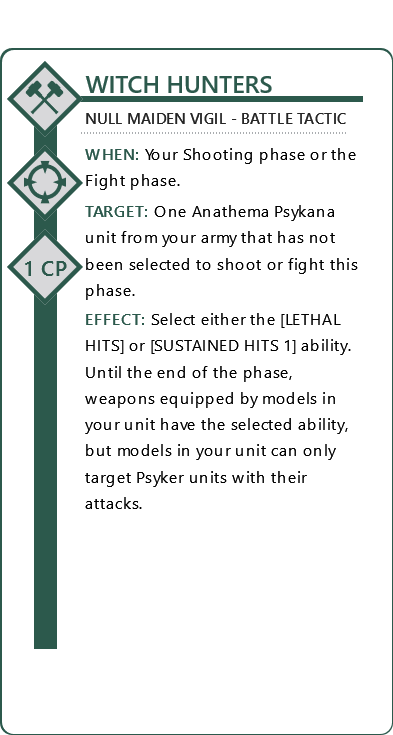 WITCH HUNTERS
NULL MAIDEN VIGIL - BATTLE TACTIC
WHEN: Your Shooting phase or the
Fight phase.
TARGET: One Anathema Psykana
unit from your army that has not
been selected to shoot or fight this
phase.
1 CP
EFFECT: Select either the [LETHAL
HITS] or [SUSTAINED HITS 1] ability.
Until the end of the phase,
weapons equipped by models in
your unit have the selected ability,
but models in your unit can only
target Psyker units with their
attacks.